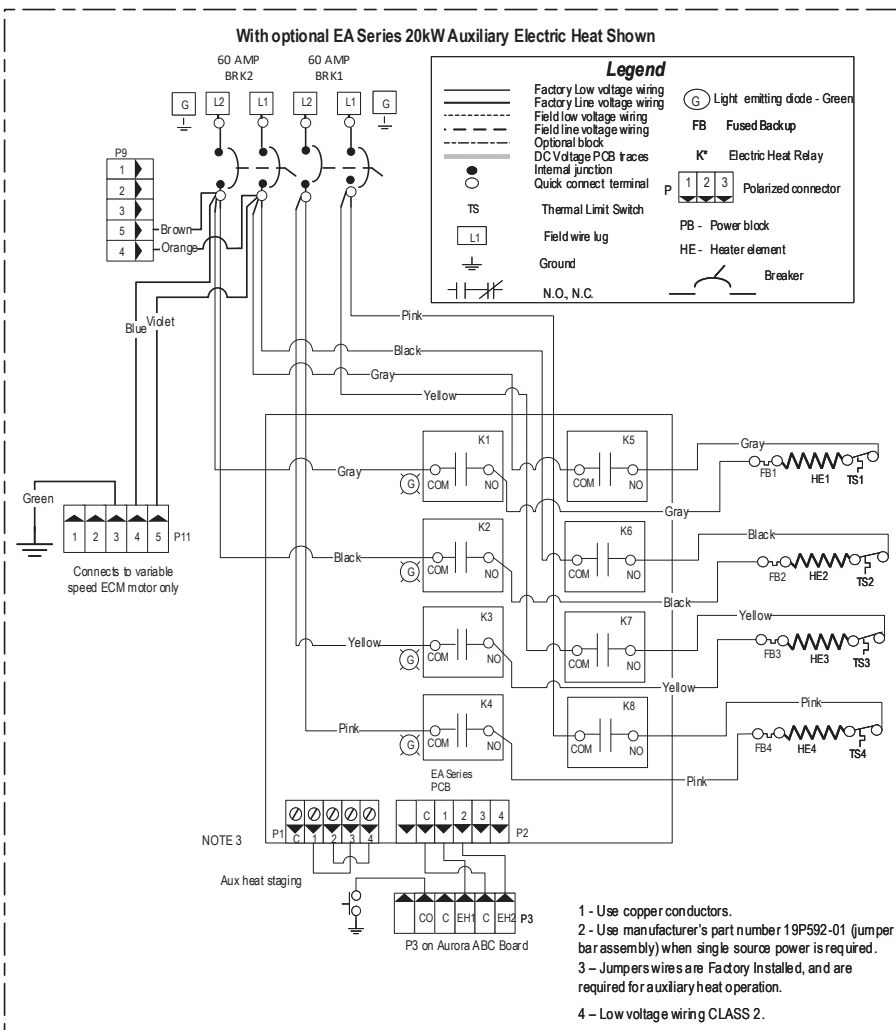 With optional EA Series 20kW Auxiliary Electric Heat Shown
60 AMP
BRK2
60 AMP
BRK1
G
L2
L1
L2
L1
G
Legend
Factory Low voltage wiring
Factory Line voltage wiring
Field low voltage wiring
Field line voltage wiring
Optional block
DC Voltage PCB traces
Internal junction
Quick connect terminal
TS Thermal Limit Switch
L1 Field wire lug
Ground
N.O., N.C.
G Light emitting diode - Green
FB Fused Backup
K* Electric Heat Relay
P 1 2 3 Polarized connector
PB - Power block
HE - Heater element
Breaker
P9
1
2
3
5
4
Brown
Orange
Blue
Violet
Pink
Black
Gray
Yellow
Green
1 2 3 4 5 P11
Connects to variable
speed ECM motor only
Gray
G
K1
COM
NO
K5
COM
NO
Gray
Gray
FB1
HE1
TS1
Black
G
K2
COM
NO
K6
COM
NO
Black
Black
FB2
HE2
TS2
Yellow
G
K3
COM
NO
K7
COM
NO
Yellow
Yellow
FB3
HE3
TS3
Pink
G
K4
COM
NO
K8
COM
NO
Pink
Pink
FB4
HE4
TS4
EA Series
PCB
NOTE 3
P1
C 1 2 3 4
C 1 2 3 4
P2
Aux heat staging
CO C EH1 C EH2 P3
P3 on Aurora ABC Board
1 - Use copper conductors.
2 - Use manufacturer's part number 19P592-01 (jumper
bar assembly) when single source power is required.
3 – Jumpers wires are Factory Installed, and are
required for auxiliary heat operation.
4 – Low voltage wiring CLASS 2.